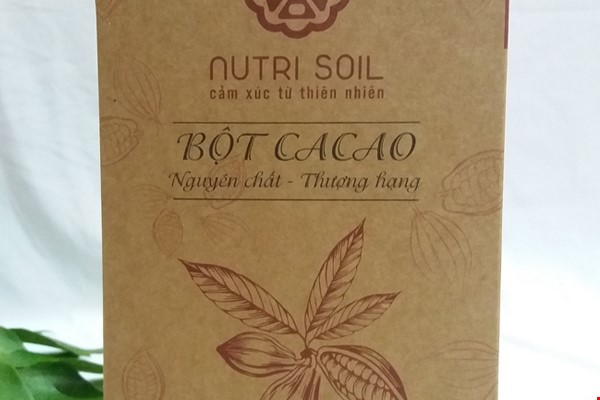 NUTRI SOIL
cảm xúc từ thiên nhiên
BỘT CACAO
Nguyên chất - Thượng hạng